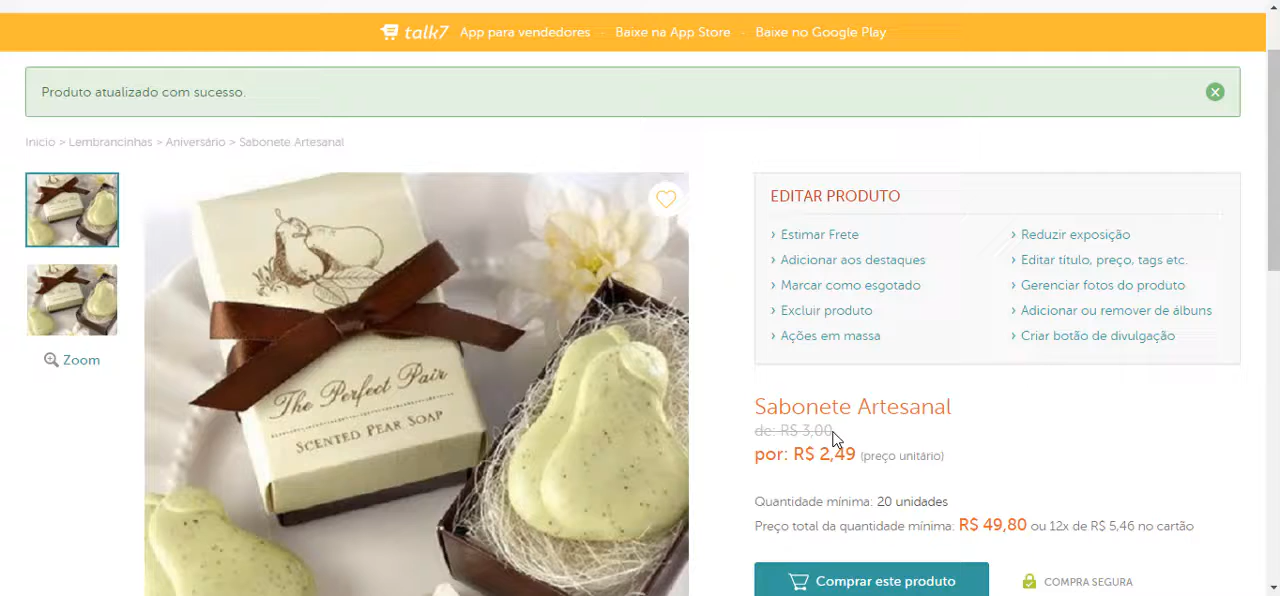 talk7 App para vendedores - Baixe na App Store - Baixe no Google Play
Produto atualizado com sucesso.
Início > Lembrancinhas > Aniversário > Sabonete Artesanal
Zoom
The Perfect Pair
SCENTED PEAR SOAP
EDITAR PRODUTO
› Estimar Frete
› Adicionar aos destaques
› Marcar como esgotado
› Excluir produto
› Ações em massa
› Reduzir exposição
› Editar título, preço, tags etc.
› Gerenciar fotos do produto
› Adicionar ou remover de álbuns
› Criar botão de divulgação
Sabonete Artesanal
de: R$ 3,00
por: R$ 2,49 (preço unitário)
Quantidade mínima: 20 unidades
Preço total da quantidade mínima: R$ 49,80 ou 12x de R$ 5,46 no cartão
Comprar este produto
COMPRA SEGURA